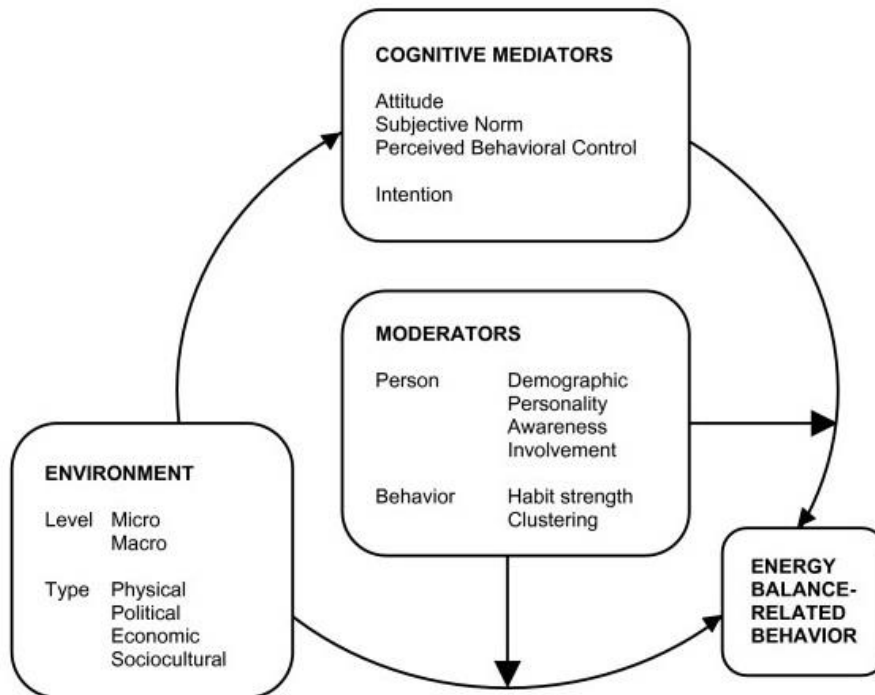 COGNITIVE MEDIATORS
Attitude
Subjective Norm
Perceived Behavioral Control
Intention
MODERATORS
Person Demographic
Personality
Awareness
Involvement
Behavior Habit strength
Clustering
ENVIRONMENT
Level Micro
Macro
Type Physical
Political
Economic
Sociocultural
ENERGY
BALANCE-
RELATED
BEHAVIOR